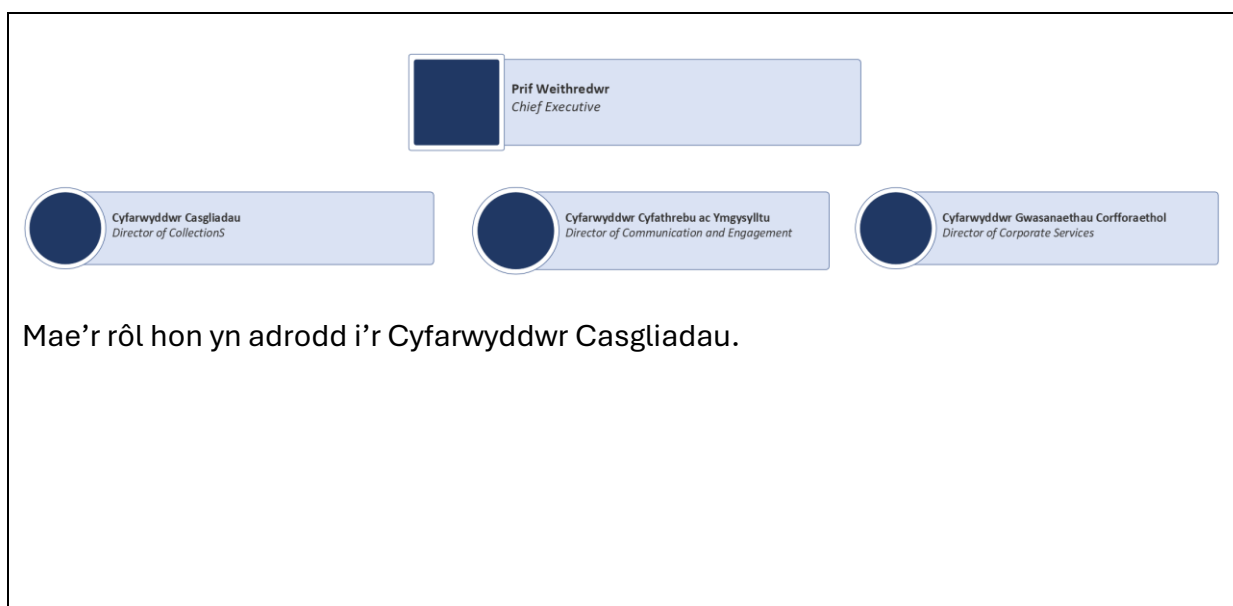 Prif Weithredwr
Chief Executive
Cyfarwyddwr Casgliadau
Director of CollectionS
Cyfarwyddwr Cyfathrebu ac Ymgysylltu
Director of Communication and Engagement
Cyfarwyddwr Gwasanaethau Corfforaethol
Director of Corporate Services
Mae’r rôl hon yn adrodd i’r Cyfarwyddwr Casgliadau.